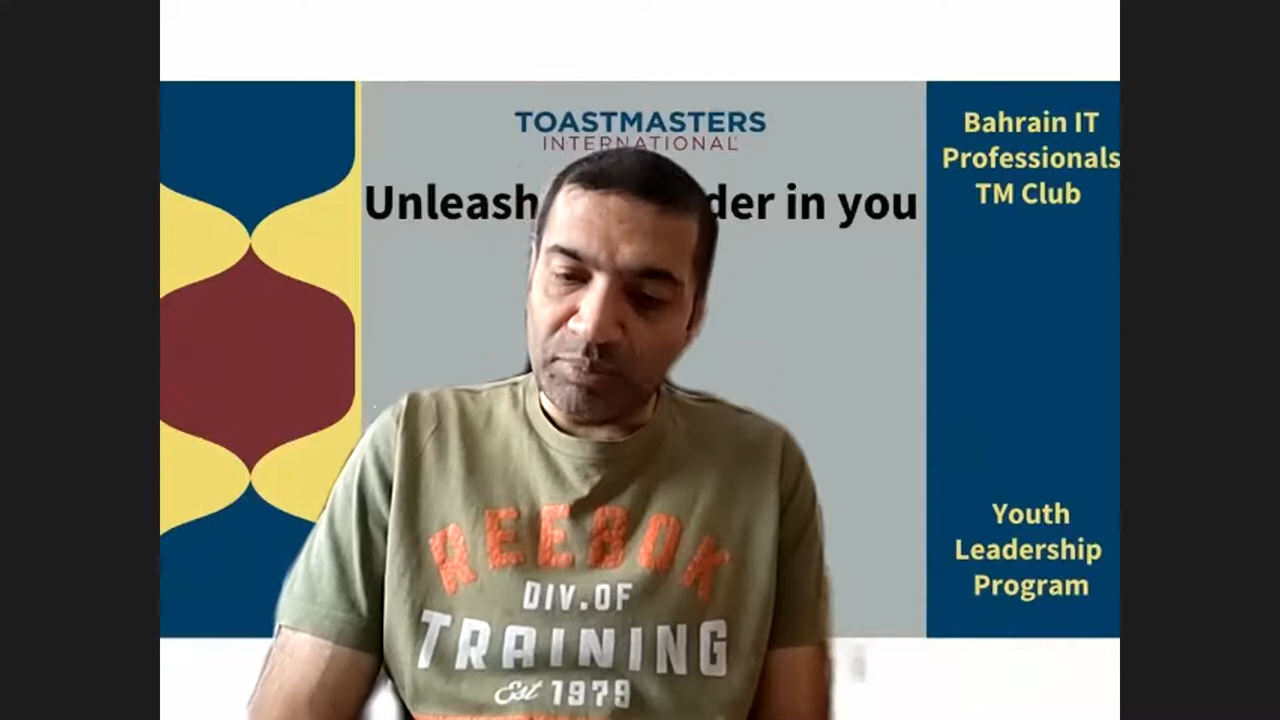 TOASTMASTERS
INTERNATIONAL
Unleash der in you
Bahrain IT
Professionals
TM Club
Youth
Leadership
Program
REEBOK
DIV.OF
TRAINING
Est 1979